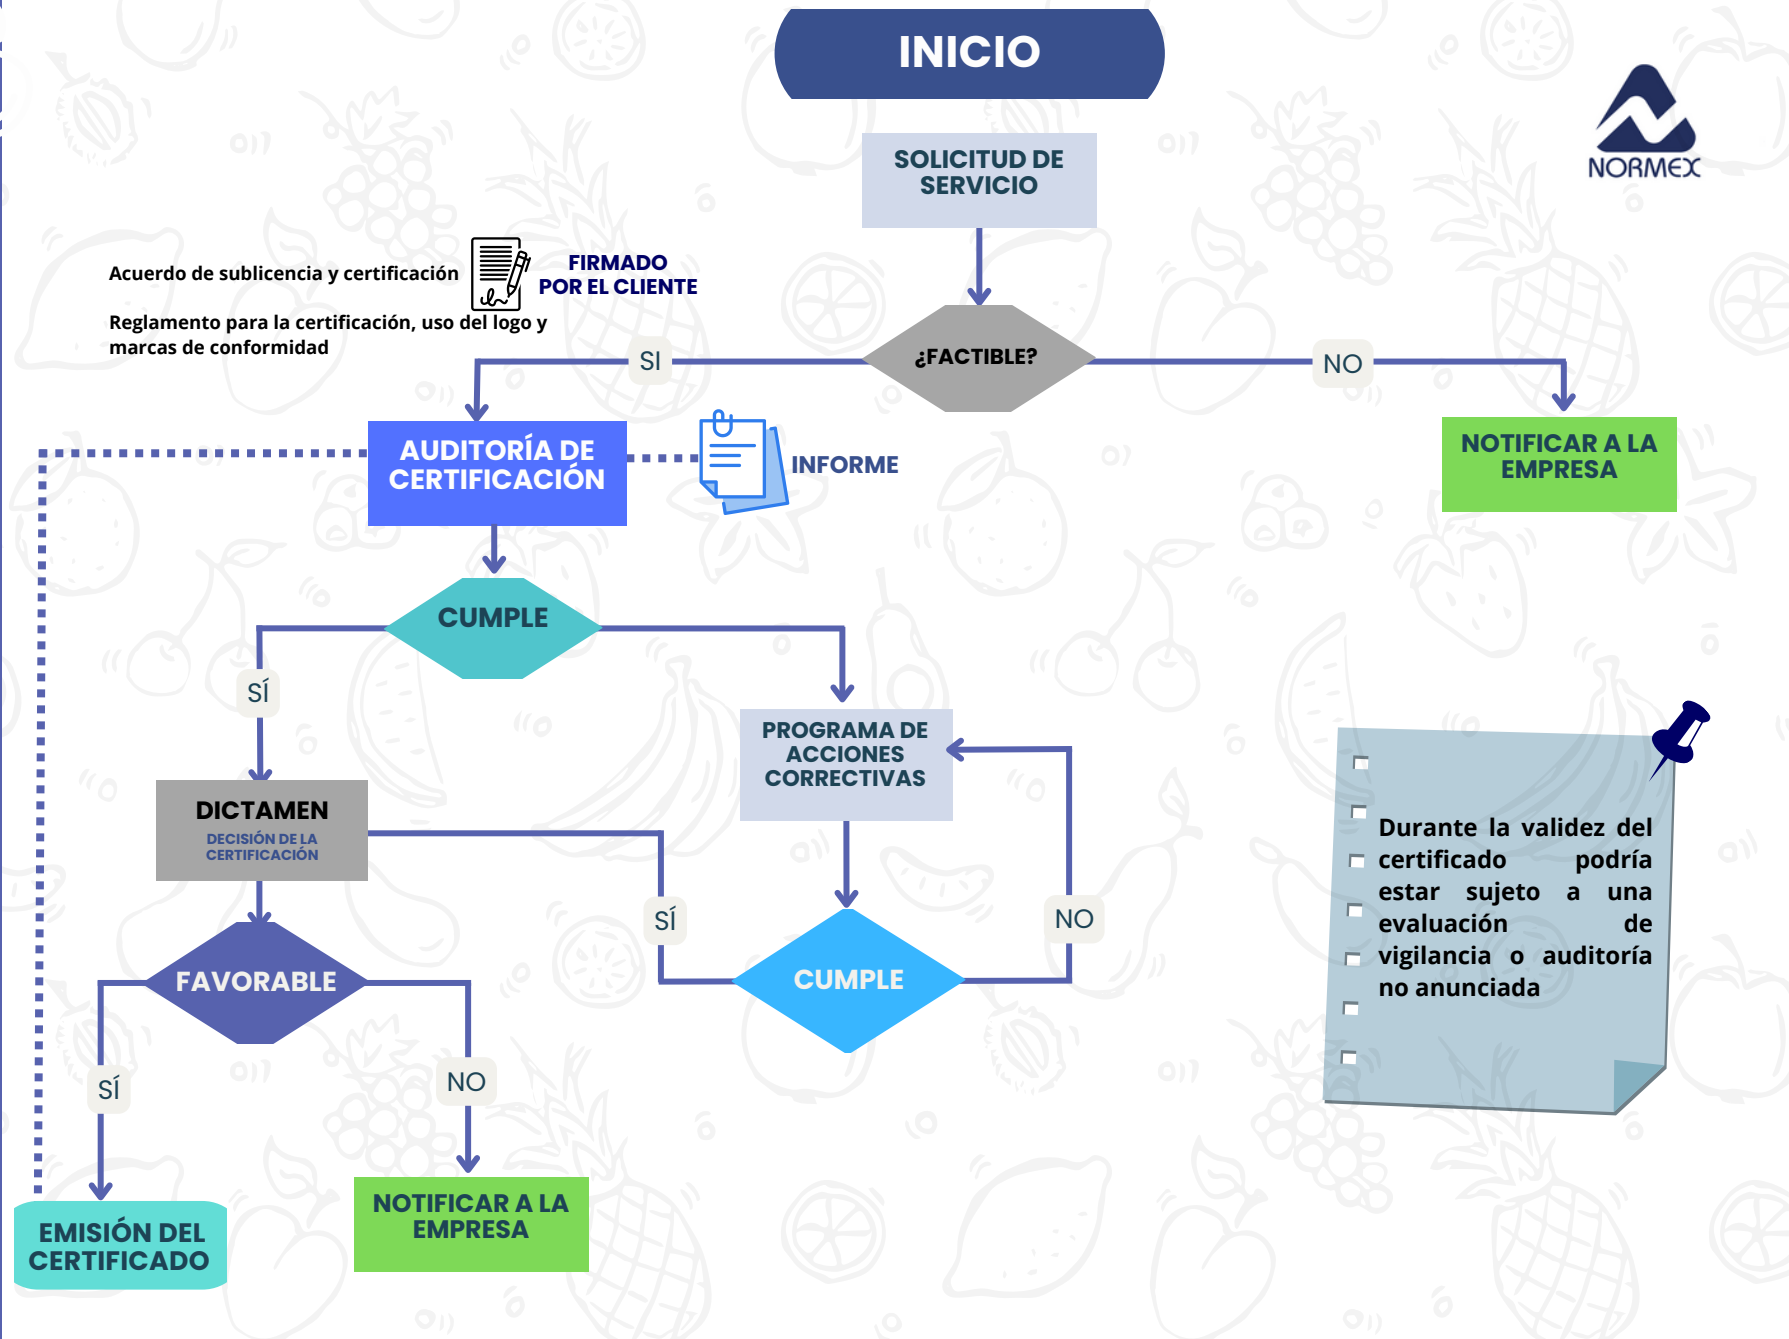 INICIO
NORMEX
SOLICITUD DE
SERVICIO
Acuerdo de sublicencia y certificación
FIRMADO
POR EL CLIENTE
Reglamento para la certificación, uso del logo y
marcas de conformidad
SI
¿FACTIBLE?
NO
AUDITORÍA DE
CERTIFICACIÓN
INFORME
NOTIFICAR A LA
EMPRESA
CUMPLE
SÍ
PROGRAMA DE
ACCIONES
CORRECTIVAS
DICTAMEN
DECISIÓN DE LA
CERTIFICACIÓN
SÍ
NO
CUMPLE
FAVORABLE
SÍ
NO
EMISIÓN DEL
CERTIFICADO
NOTIFICAR A LA
EMPRESA
Durante la validez del
certificado podría
estar sujeto a una
evaluación de
vigilancia o auditoría
no anunciada